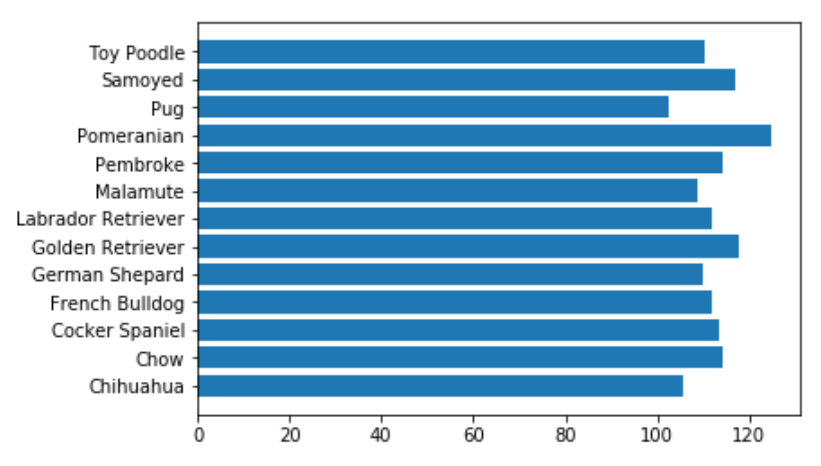 Toy Poodle
Samoyed
Pug
Pomeranian
Pembroke
Malamute
Labrador Retriever
Golden Retriever
German Shepard
French Bulldog
Cocker Spaniel
Chow
Chihuahua
0 20 40 60 80 100 120